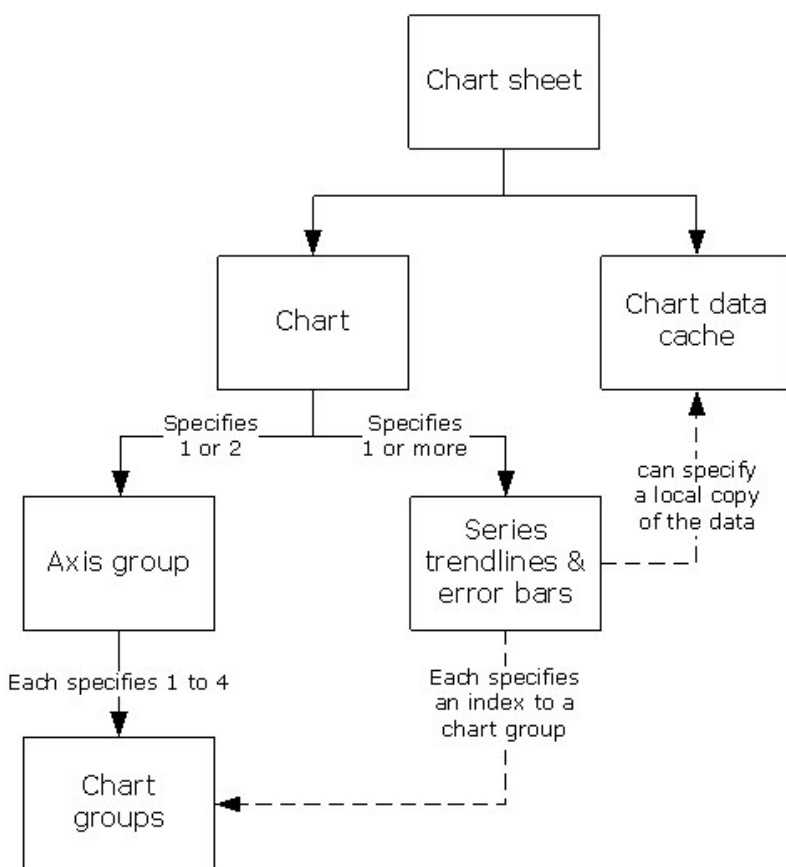 Chart sheet
Chart
Chart data
cache
Specifies
1 or 2
Specifies
1 or more
can specify
a local copy
of the data
Axis group
Series
trendlines &
error bars
Each specifies 1 to 4
Each specifies
an index to a
chart group
Chart
groups